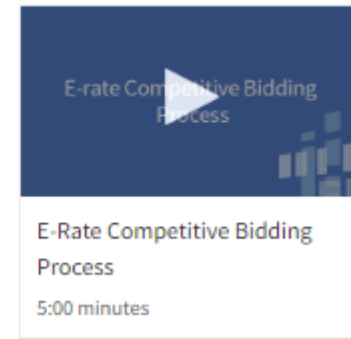 E-rate Competitive Bidding
Process
E-Rate Competitive Bidding
Process
5:00 minutes